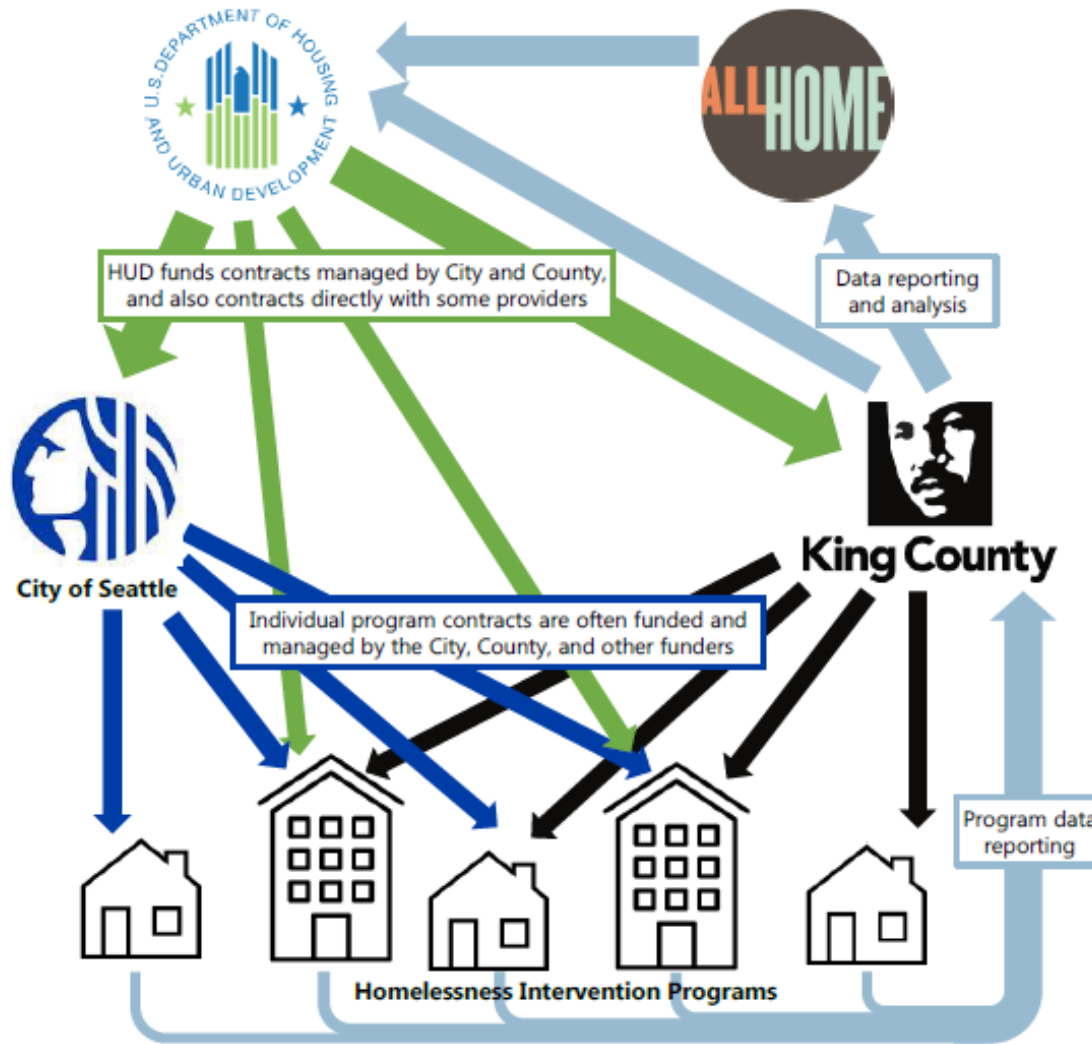 U.S. DEPARTMENT OF HOUSING
AND URBAN DEVELOPMENT
ALL
HOME
HUD funds contracts managed by City and County,
and also contracts directly with some providers
Data reporting
and analysis
City of Seattle
King County
Individual program contracts are often funded and
managed by the City, County, and other funders
Program data
reporting
Homelessness Intervention Programs